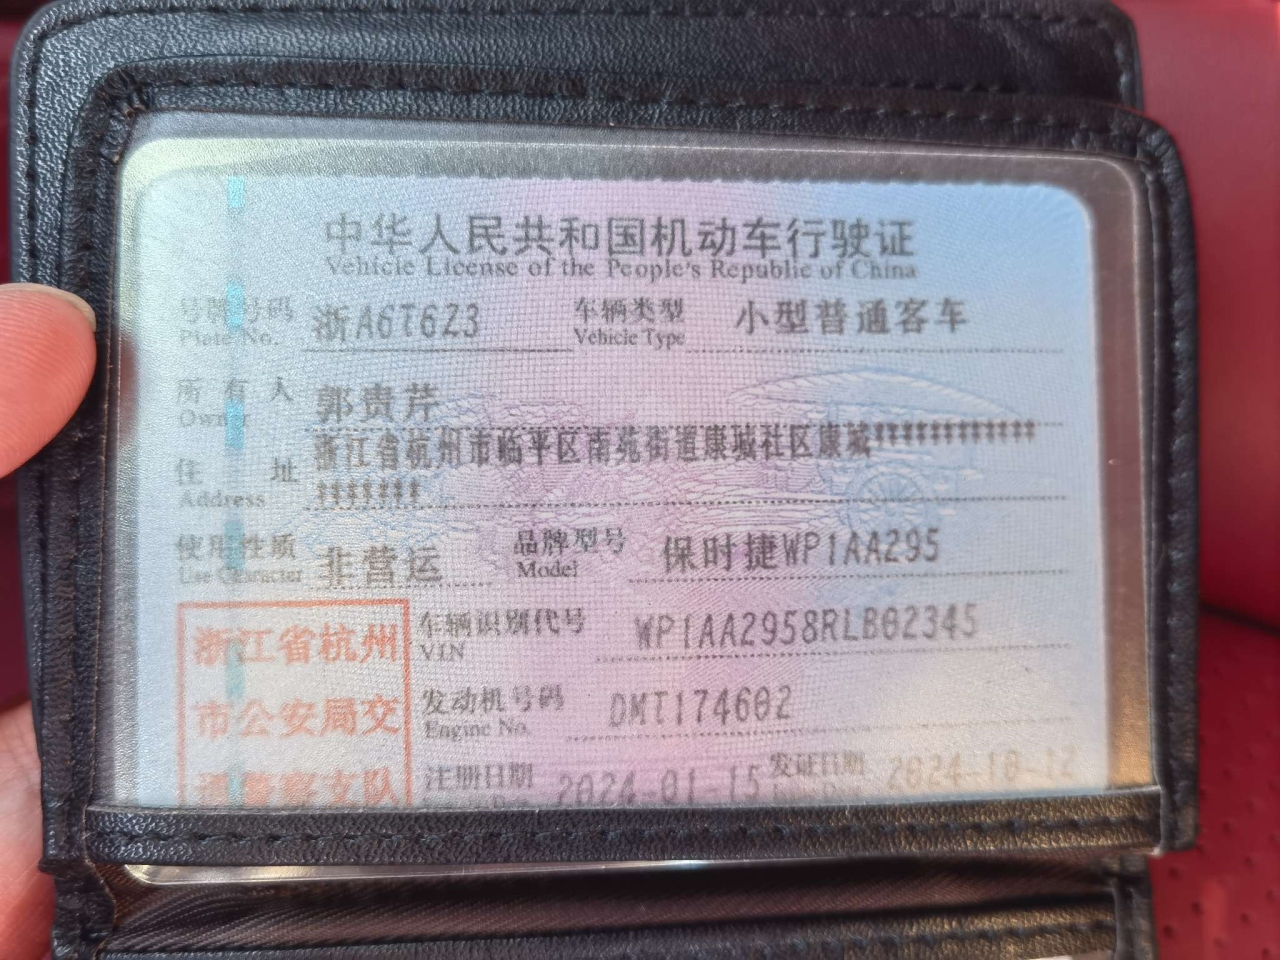 中华人民共和国机动车行驶证
Vehicle License of the People's Republic of China
号牌号码 浙A6T6Z3 车辆类型 小型普通客车
Plate No. Vehicle Type
所有人 郭贵芹
Owner
住址 浙江省杭州市临平区南苑街道康城社区康城************
Address *******
使用性质 非营运 品牌型号 保时捷WP1AA295
Use Character Model
浙江省杭州 车辆识别代号 WP1AA2958RLB02345
VIN
市公安局交 发动机号码 DMT174602
Engine No.
通警察支队 注册日期 2024-01-15 发证日期 2024-10-12